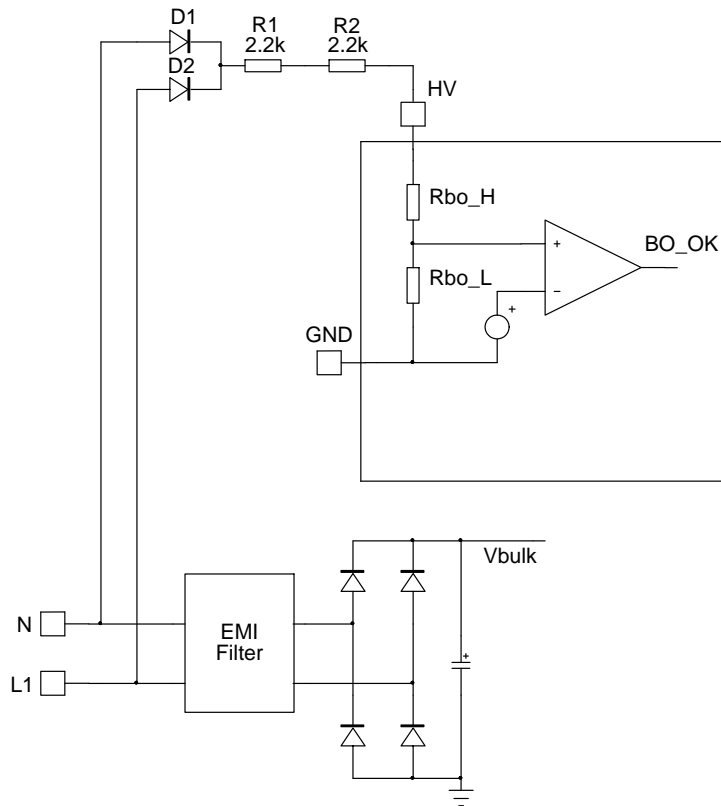 D1
R1
R2
2.2k
2.2k
D2
HV
Rbo_H
BO_OK
+
Rbo_L
−
+
GND
Vbulk
N
EMI
Filter
L1
+